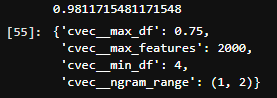 0.9811715481171548
[55]: {'cvec__max_df': 0.75,
'cvec__max_features': 2000,
'cvec__min_df': 4,
'cvec__ngram_range': (1, 2)}